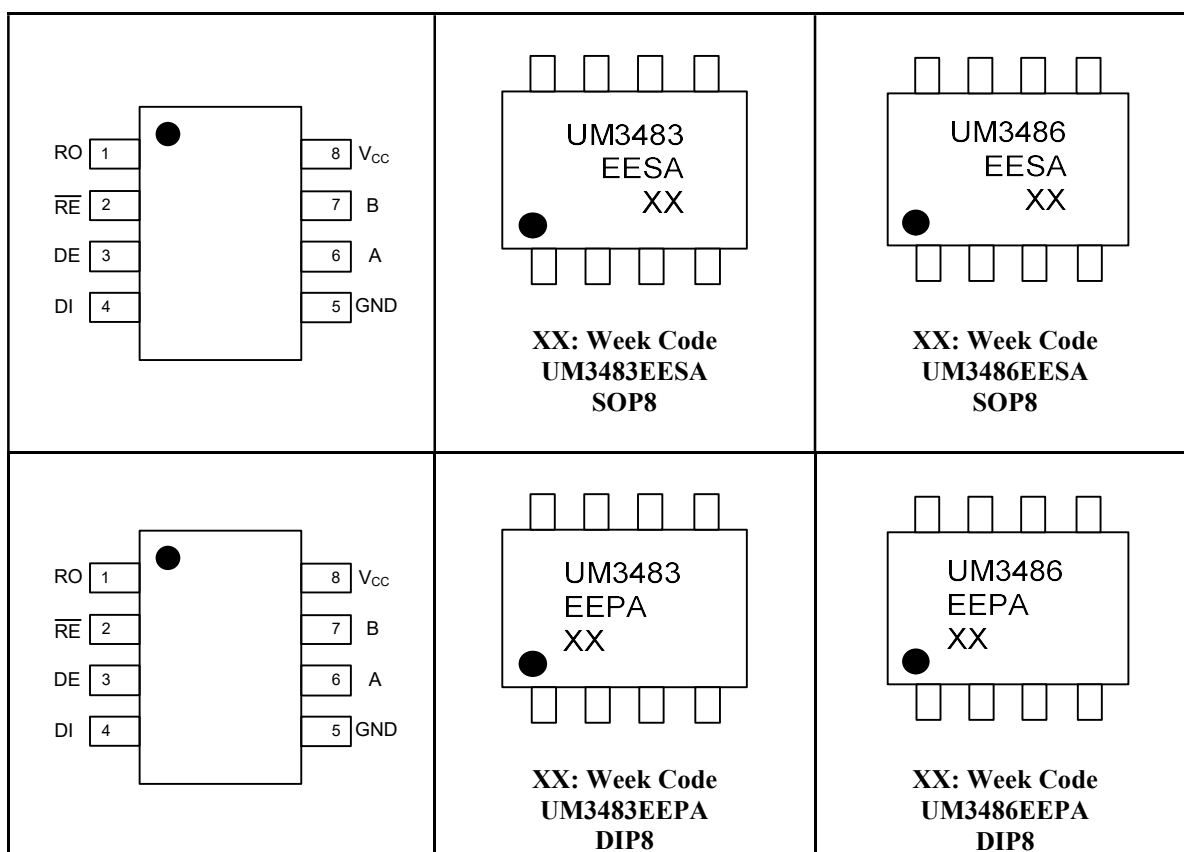 RO 1 8 VCC
R̅E̅ 2 7 B
DE 3 6 A
DI 4 5 GND
UM3483
EESA
XX
XX: Week Code
UM3483EESA
SOP8
UM3486
EESA
XX
XX: Week Code
UM3486EESA
SOP8
RO 1 8 VCC
R̅E̅ 2 7 B
DE 3 6 A
DI 4 5 GND
UM3483
EEPA
XX
XX: Week Code
UM3483EEPA
DIP8
UM3486
EEPA
XX
XX: Week Code
UM3486EEPA
DIP8